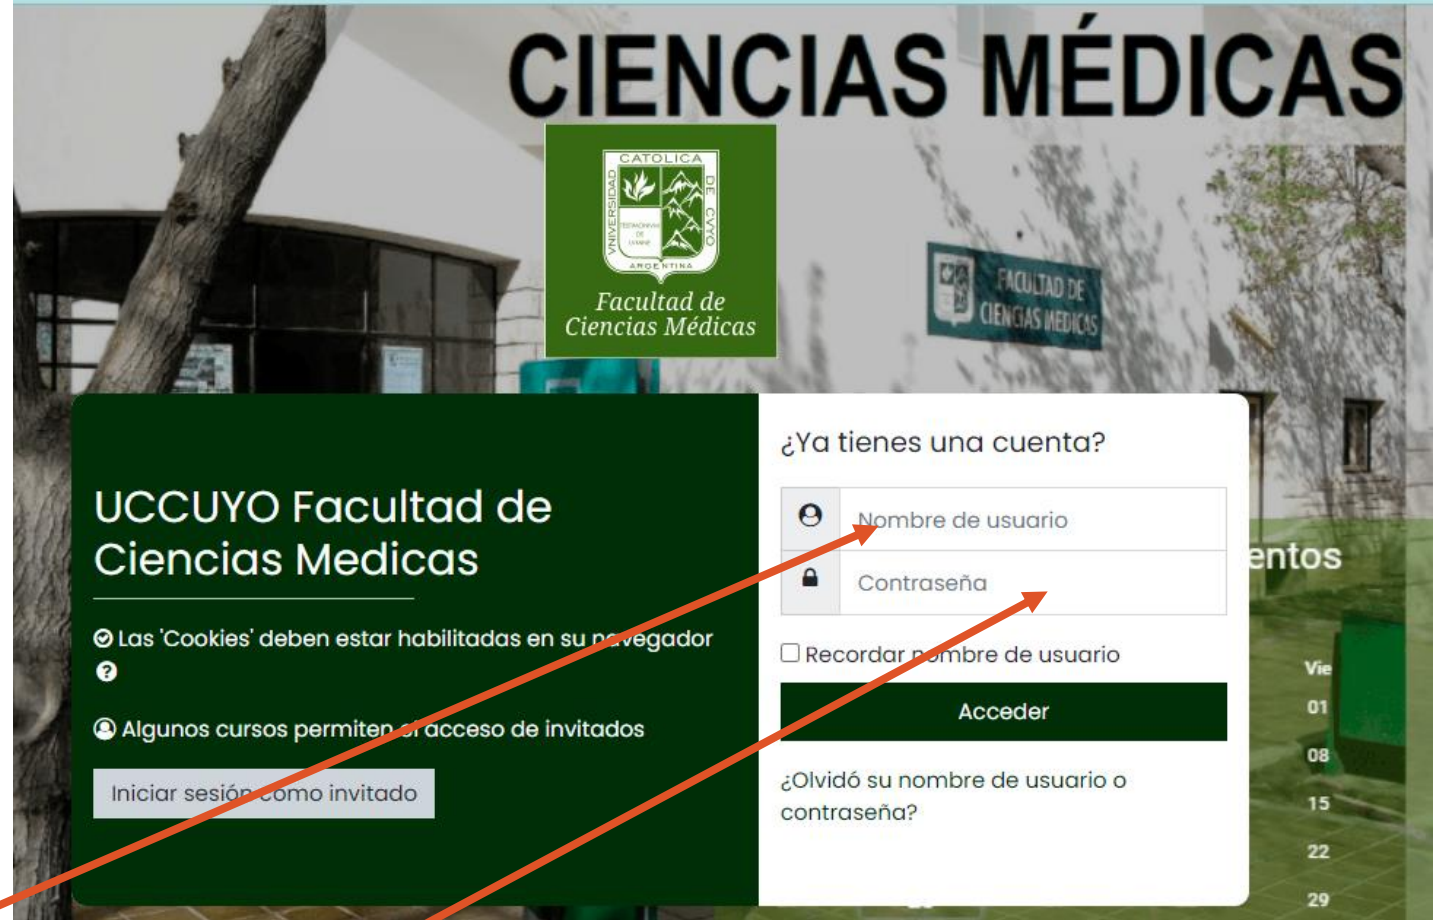 CIENCIAS MÉDICAS
CATOLICA
VNIVERSIDAD
DE CVYO
ARGENTINA
Facultad de
Ciencias Médicas
FACULTAD DE
CIENCIAS MEDICAS
UCCUYO Facultad de
Ciencias Medicas
Las 'Cookies' deben estar habilitadas en su navegador
?
Algunos cursos permiten el acceso de invitados
Iniciar sesión como invitado
¿Ya tienes una cuenta?
Nombre de usuario
Contraseña
Recordar nombre de usuario
Acceder
¿Olvidó su nombre de usuario o
contraseña?
entos
Vie
01
08
15
22
29